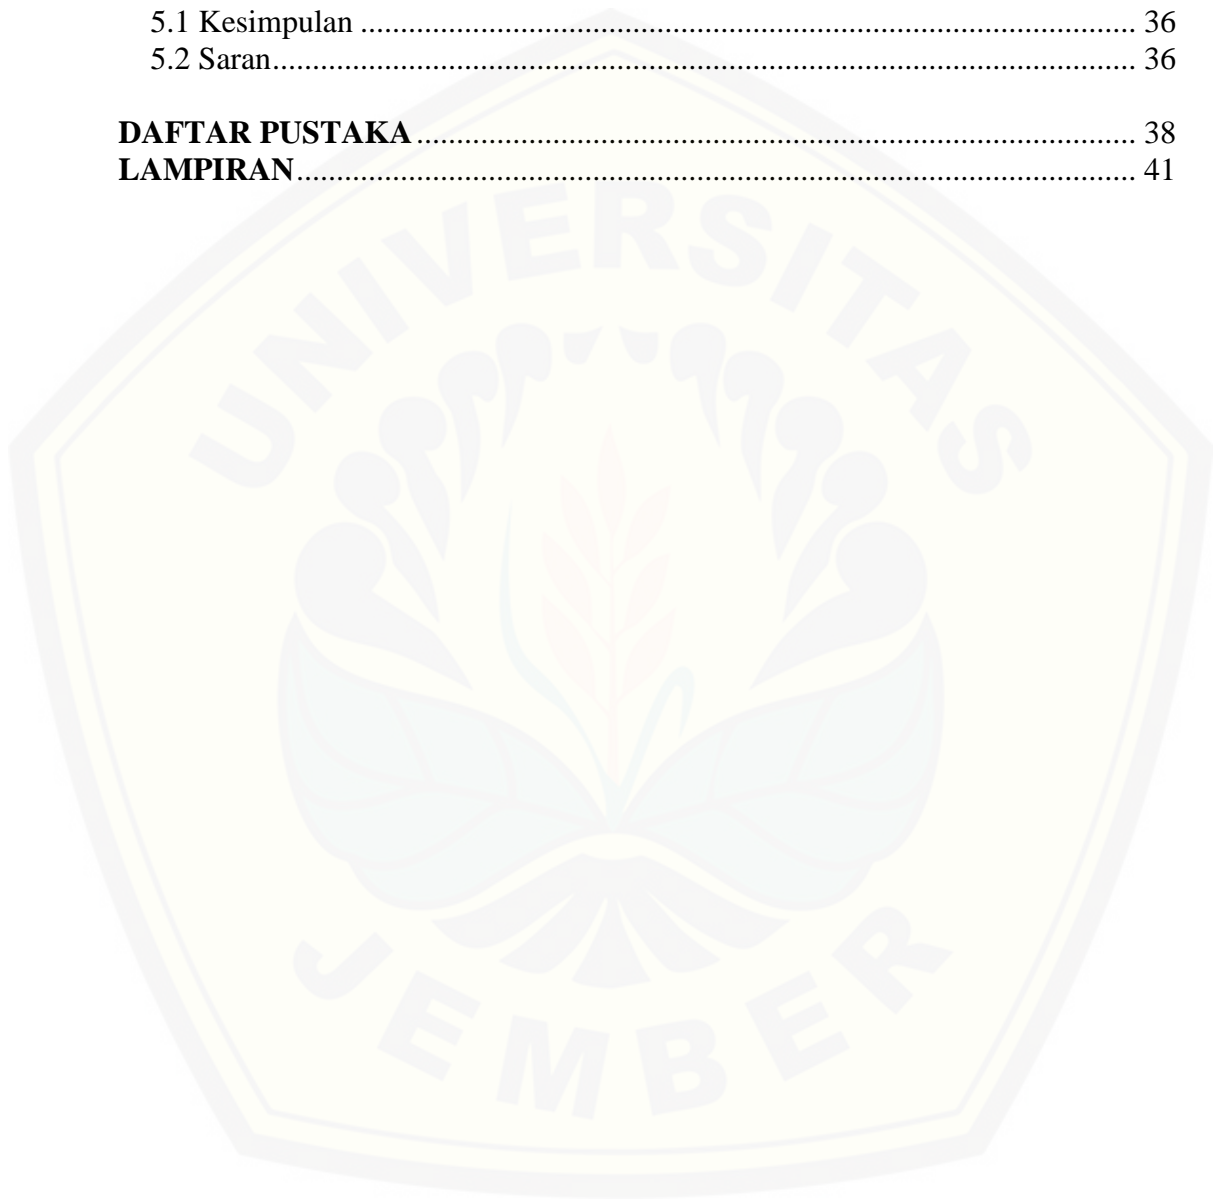 5.1 Kesimpulan ................................................................................................. 36
5.2 Saran............................................................................................................ 36
DAFTAR PUSTAKA.......................................................................................... 38
LAMPIRAN......................................................................................................... 41
UNIVERSITAS
JEMBER